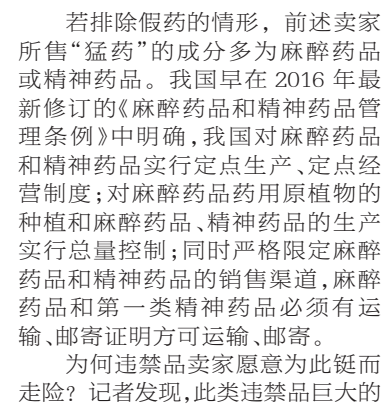 若排除假药的情形，前述卖家
所售“猛药”的成分多为麻醉药品
或精神药品。我国早在 2016 年最
新修订的《麻醉药品和精神药品管
理条例》中明确，我国对麻醉药品
和精神药品实行定点生产、定点经
营制度；对麻醉药品药用原植物的
种植和麻醉药品、精神药品的生产
实行总量控制；同时严格限定麻醉
药品和精神药品的销售渠道，麻醉
药品和第一类精神药品必须有运
输、邮寄证明方可运输、邮寄。
为何违禁品卖家愿意为此铤而
走险？记者发现，此类违禁品巨大的